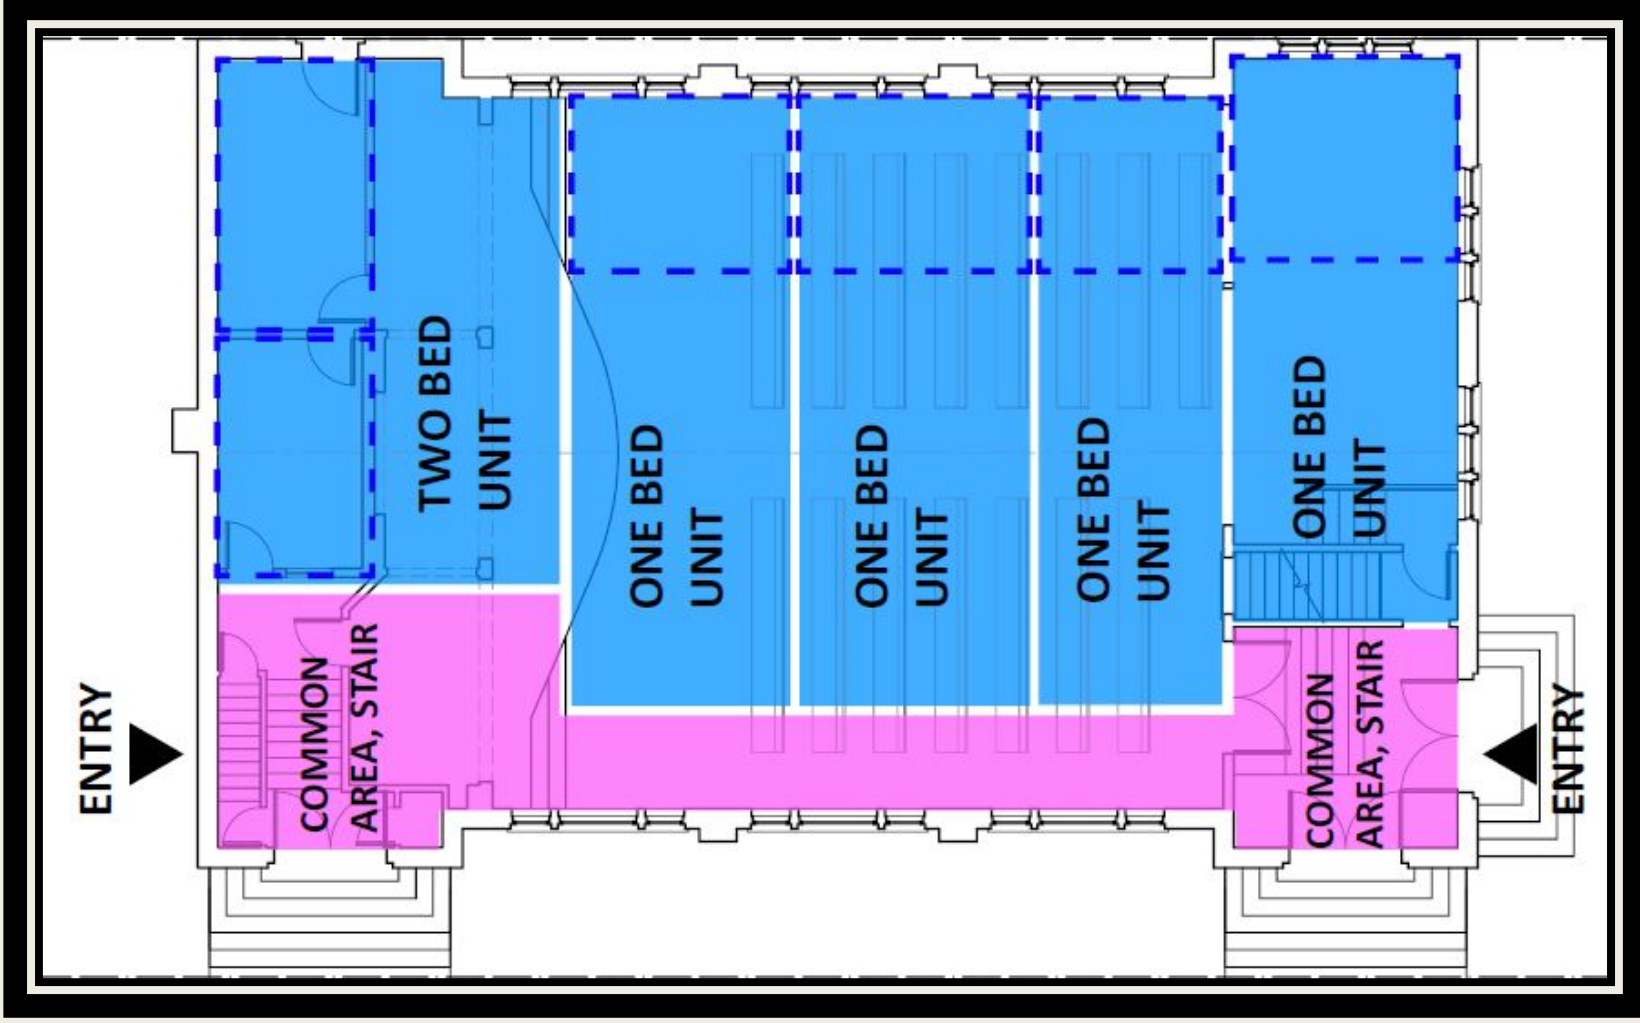 TWO BED
UNIT
ONE BED
UNIT
ONE BED
UNIT
ONE BED
UNIT
ONE BED
UNIT
ENTRY
COMMON
AREA, STAIR
COMMON
AREA, STAIR
ENTRY